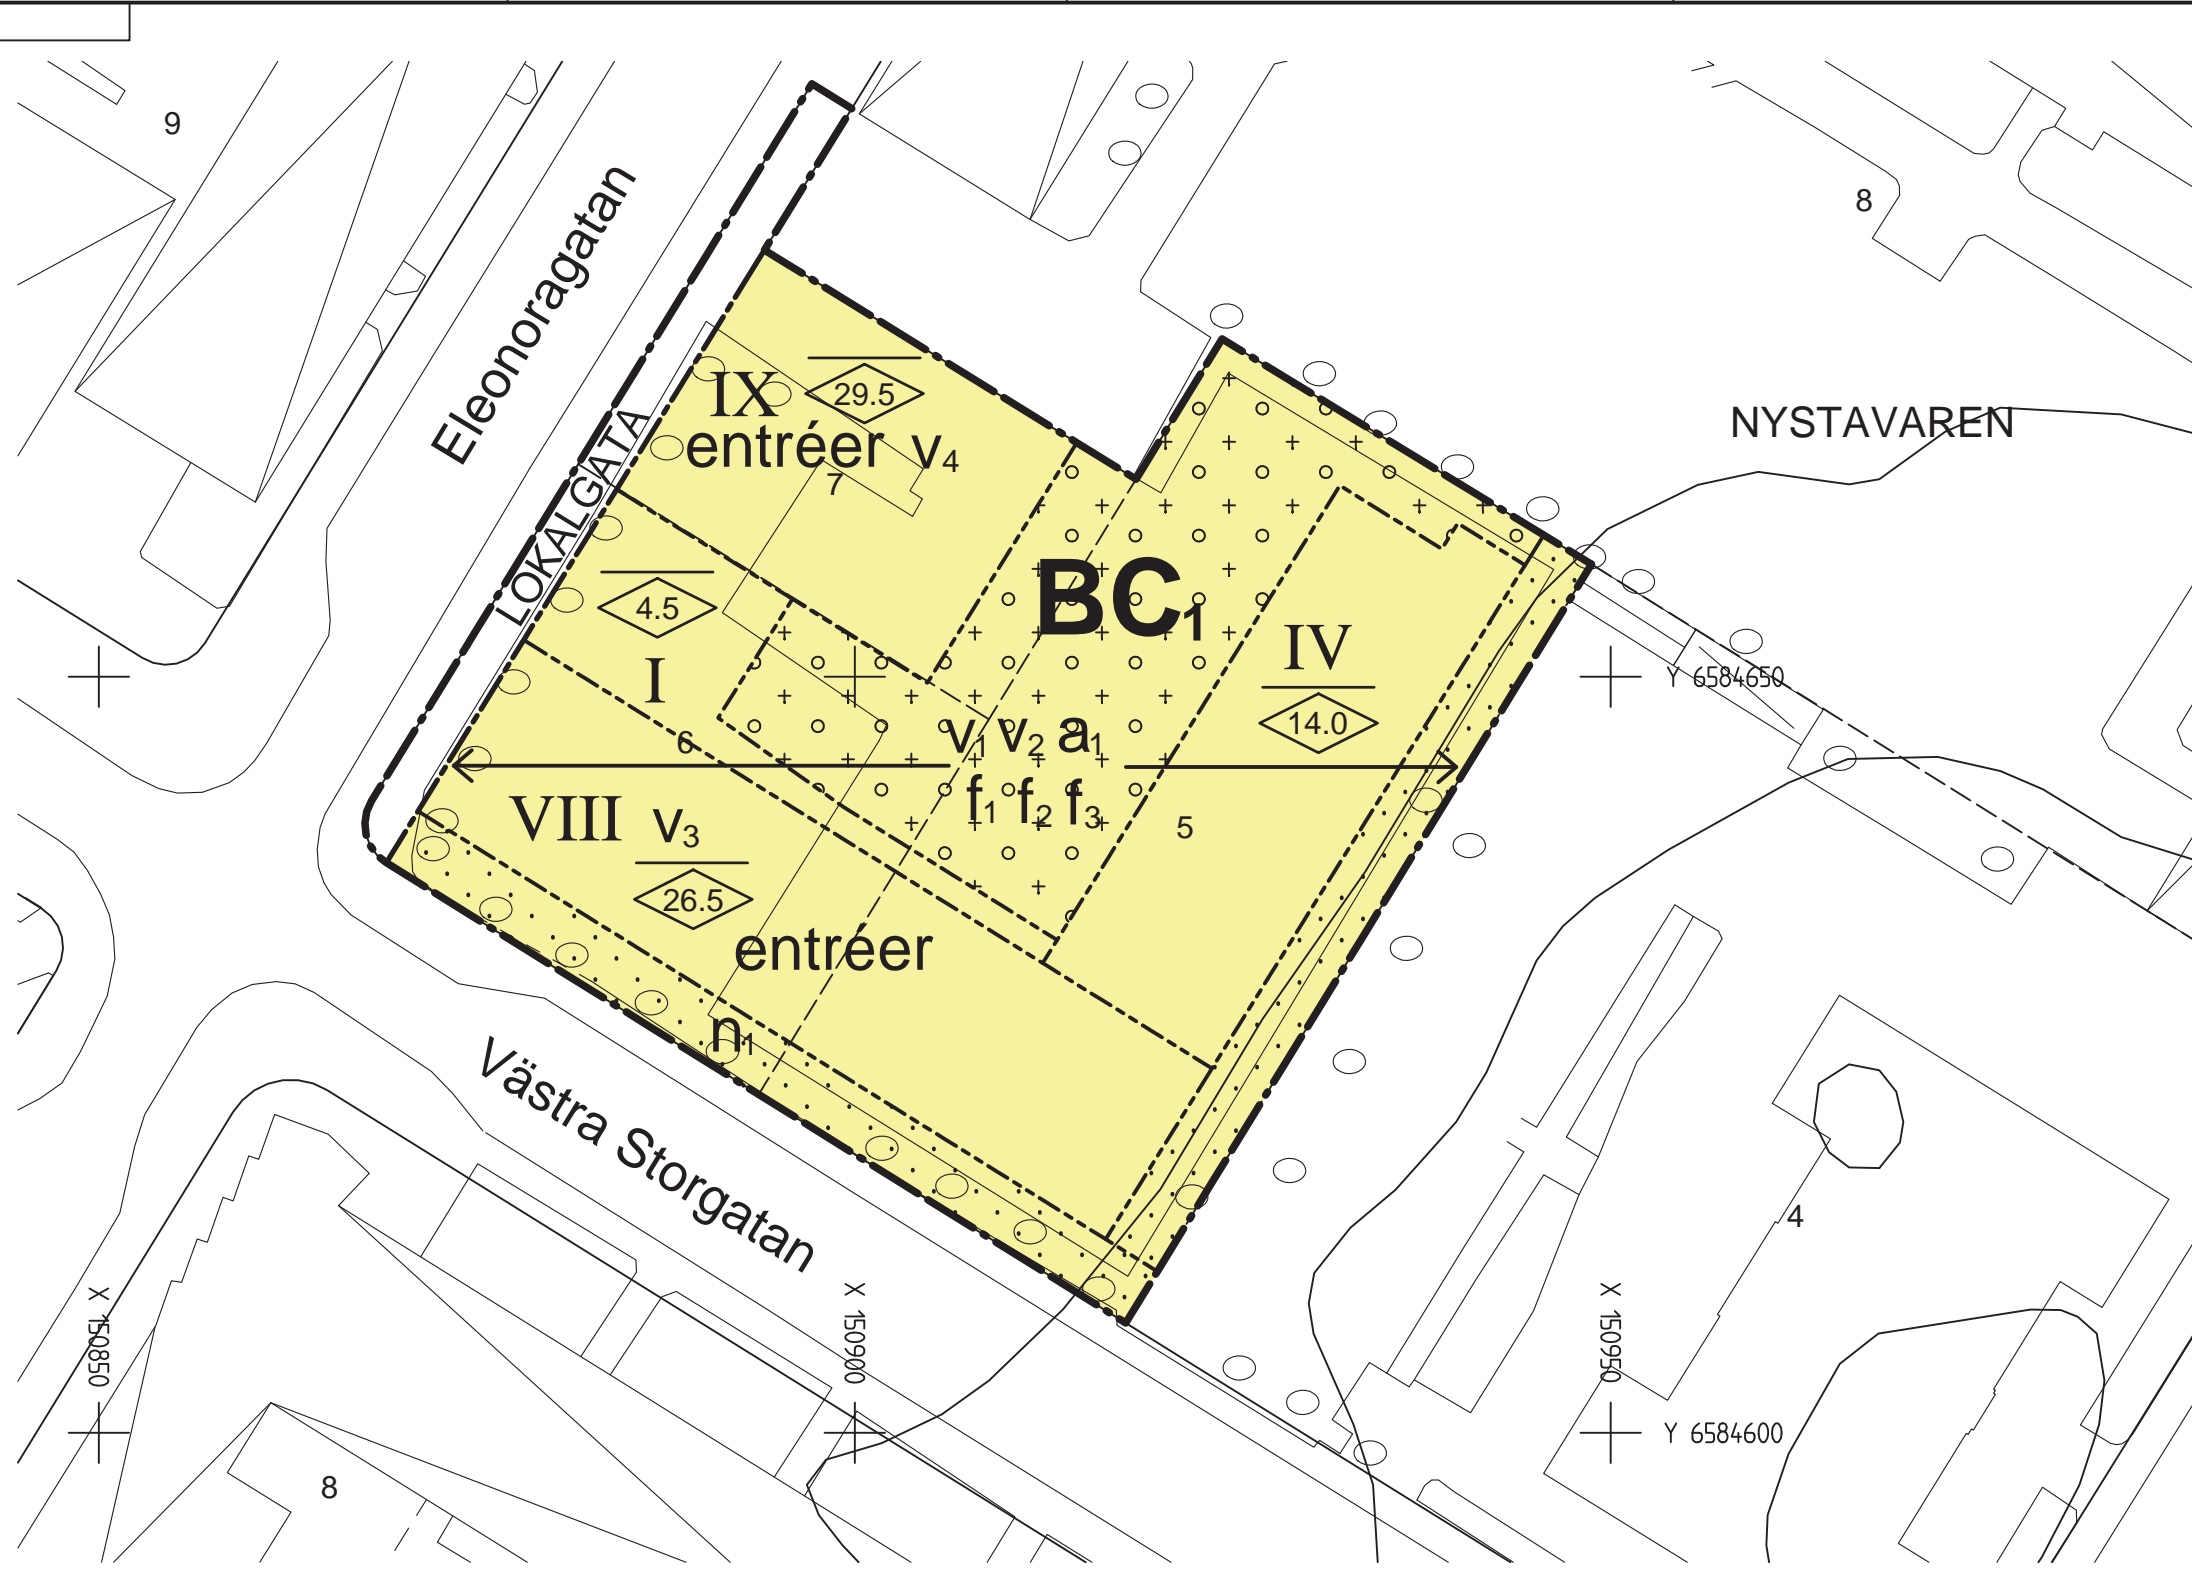 9
8
Eleonoragatan
LOKALGATA
IX
29.5
entréer v4
7
NYSTAVAREN
4.5
BC1
I
IV
Y 6584650
14.0
6
v1 v2 a1
f1 f2 f3
5
VIII v3
26.5
entréer
n1
Västra Storgatan
4
X 150850
X 150900
X 150950
Y 6584600
8